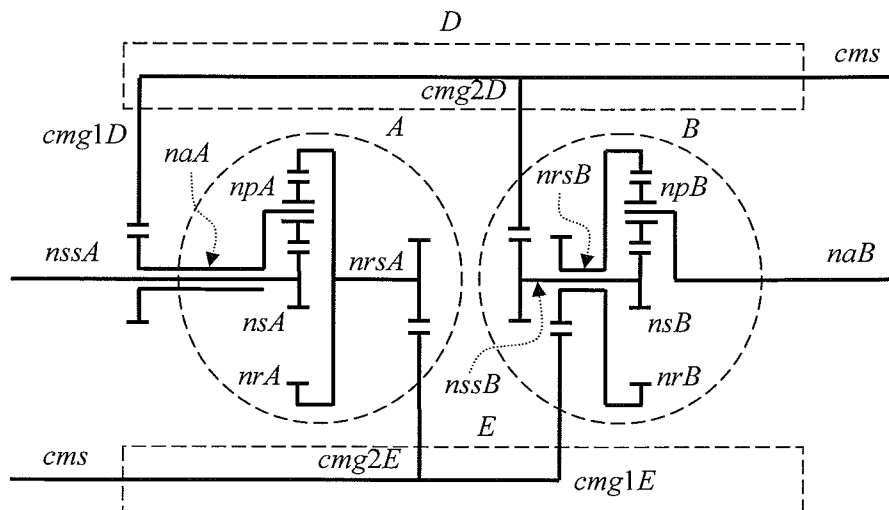 D
cms
cmg2D
cmg1D
A
B
naA
nrsB
npA
npB
nssA
nrsA
naB
nsA
nsB
nrA
nssB
nrB
E
cms
cmg2E
cmg1E